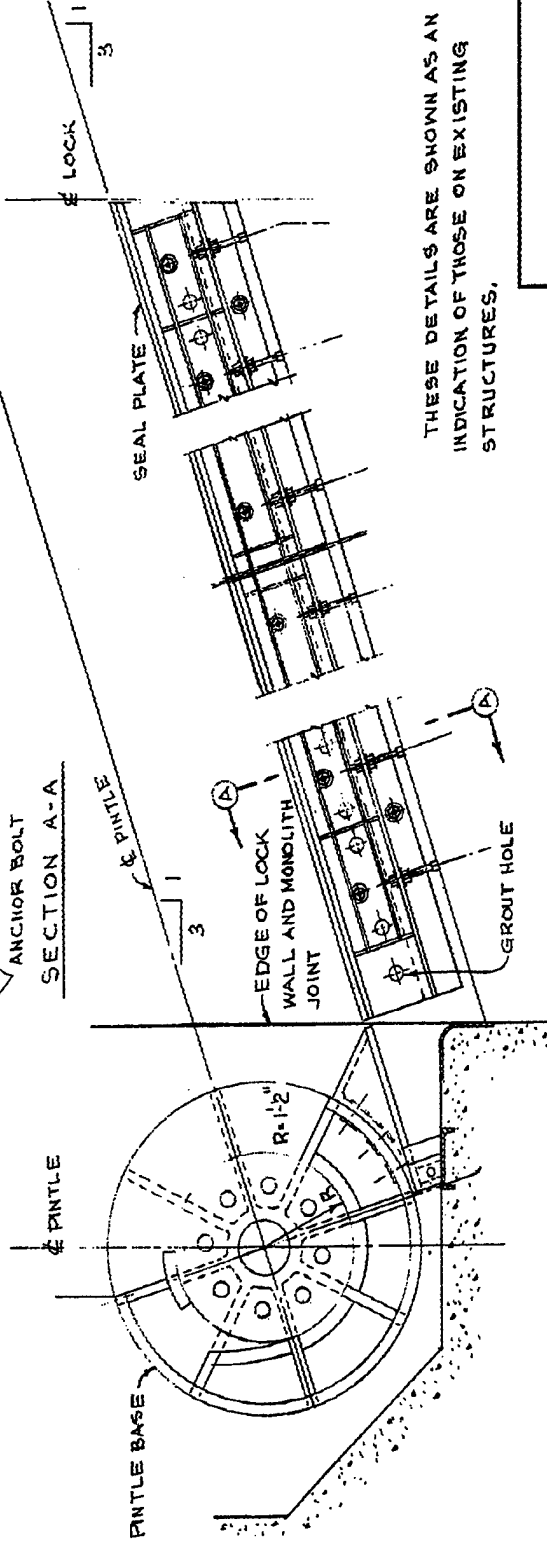 ANCHOR BOLT
SECTION A-A
℄ PINTLE
1
3
℄ LOCK
1
3
SEAL PLATE
THESE DETAILS ARE SHOWN AS AN
INDICATION OF THOSE ON EXISTING
STRUCTURES.
℄ PINTLE
PINTLE BASE
R=1'-2"
R
EDGE OF LOCK
WALL AND MONOLITH
JOINT
A
A
GROUT HOLE